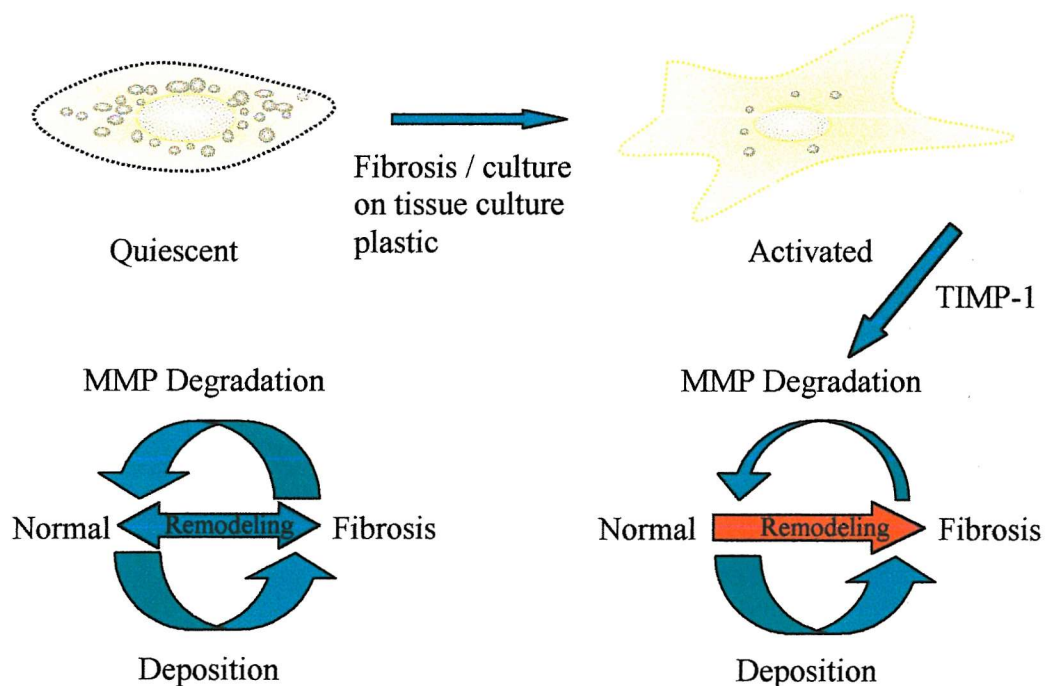 Fibrosis / culture
on tissue culture
plastic
Quiescent
Activated
TIMP-1
MMP Degradation
MMP Degradation
Normal
Remodeling
Fibrosis
Normal
Remodeling
Fibrosis
Deposition
Deposition